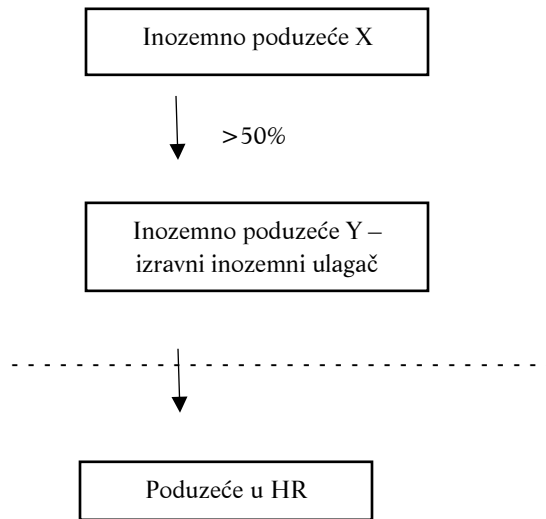 Inozemno poduzeće X
>50%
Inozemno poduzeće Y –
izravni inozemni ulagač
Poduzeće u HR